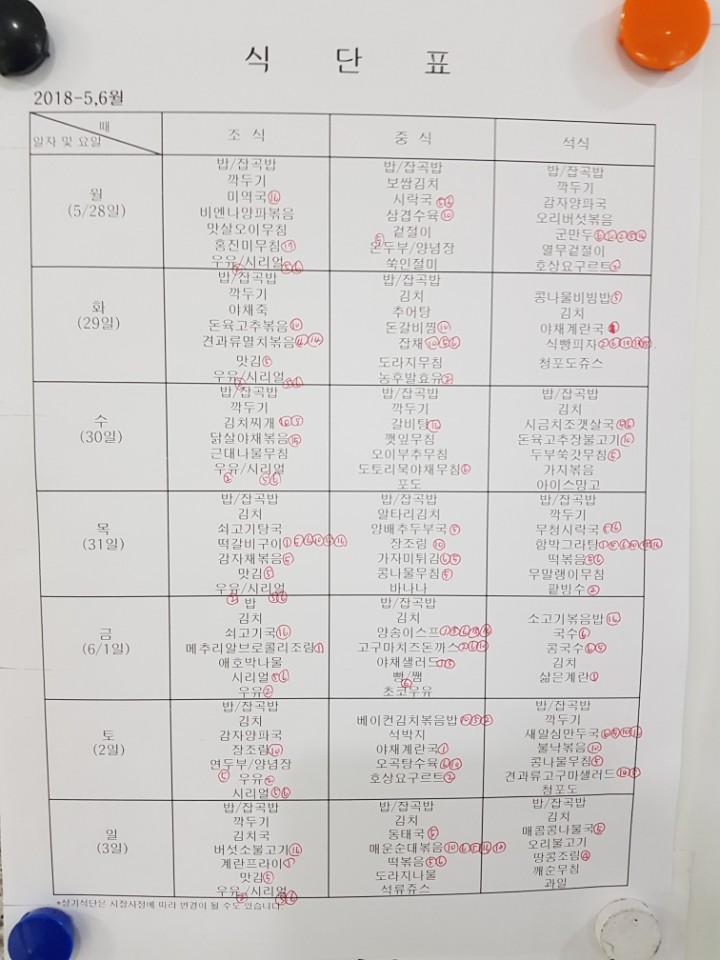 식 단 표
2018-5,6월
때
일자 및 요일
조 식
중 식
석식
월
(5/28일)
밥/잡곡밥
깍두기
미역국
비엔나양파볶음
맛살오이무침
홍진미무침
우유/시리얼
밥/잡곡밥
보쌈김치
시락국
삼겹수육
겉절이
온두부/양념장
쑥인절미
밥/잡곡밥
깍두기
감자양파국
오리버섯볶음
군만두
열무겉절이
호상요구르트
화
(29일)
밥/잡곡밥
깍두기
야채죽
돈육고추볶음
견과류멸치볶음
맛김
우유/시리얼
밥/잡곡밥
김치
추어탕
돈갈비찜
잡채
도라지무침
농후발효유
콩나물비빔밥
김치
야채계란국
식빵피자
청포도쥬스
수
(30일)
밥/잡곡밥
깍두기
김치찌개
닭살야채볶음
근대나물무침
우유/시리얼
밥/잡곡밥
깍두기
갈비탕
깻잎무침
오이부추무침
도토리묵야채무침
포도
밥/잡곡밥
김치
시금치조갯살국
돈육고추장불고기
두부쑥갓무침
가지볶음
아이스망고
목
(31일)
밥/잡곡밥
김치
쇠고기탕국
떡갈비구이
감자채볶음
맛김
우유/시리얼
밥/잡곡밥
알타리김치
양배추두부국
장조림
가자미튀김
콩나물무침
바나나
밥/잡곡밥
깍두기
무청시락국
함박그라탕
떡볶음
무말랭이무침
팥빙수
금
(6/1일)
밥
김치
쇠고기국
메추리알브로콜리조림
애호박나물
시리얼
우유
밥/잡곡밥
김치
양송이스프
고구마치즈돈까스
야채샐러드
빵/쨈
초코우유
소고기볶음밥
국수
콩국수
김치
삶은계란
토
(2일)
밥/잡곡밥
김치
감자양파국
장조림
연두부/양념장
우유
시리얼
베이컨김치볶음밥
석박지
야채계란국
오곡탕수육
호상요구르트
밥/잡곡밥
깍두기
새알심만두국
불낙볶음
콩나물무침
견과류고구마샐러드
청포도
일
(3일)
밥/잡곡밥
깍두기
김치국
버섯소불고기
계란프라이
맛김
우유/시리얼
밥/잡곡밥
김치
동태국
매운순대볶음
떡볶음
도라지나물
석류쥬스
밥/잡곡밥
김치
매콤콩나물국
오리불고기
땅콩조림
깨순무침
과일
*상기식단은 시장사정에 따라 변경이 될 수도 있습니다.